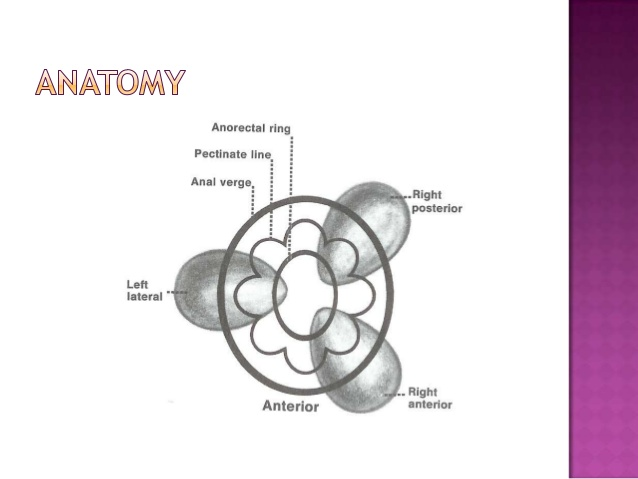 ANATOMY
Anorectal ring
Pectinate line
Anal verge
Right
posterior
Left
lateral
Right
anterior
Anterior